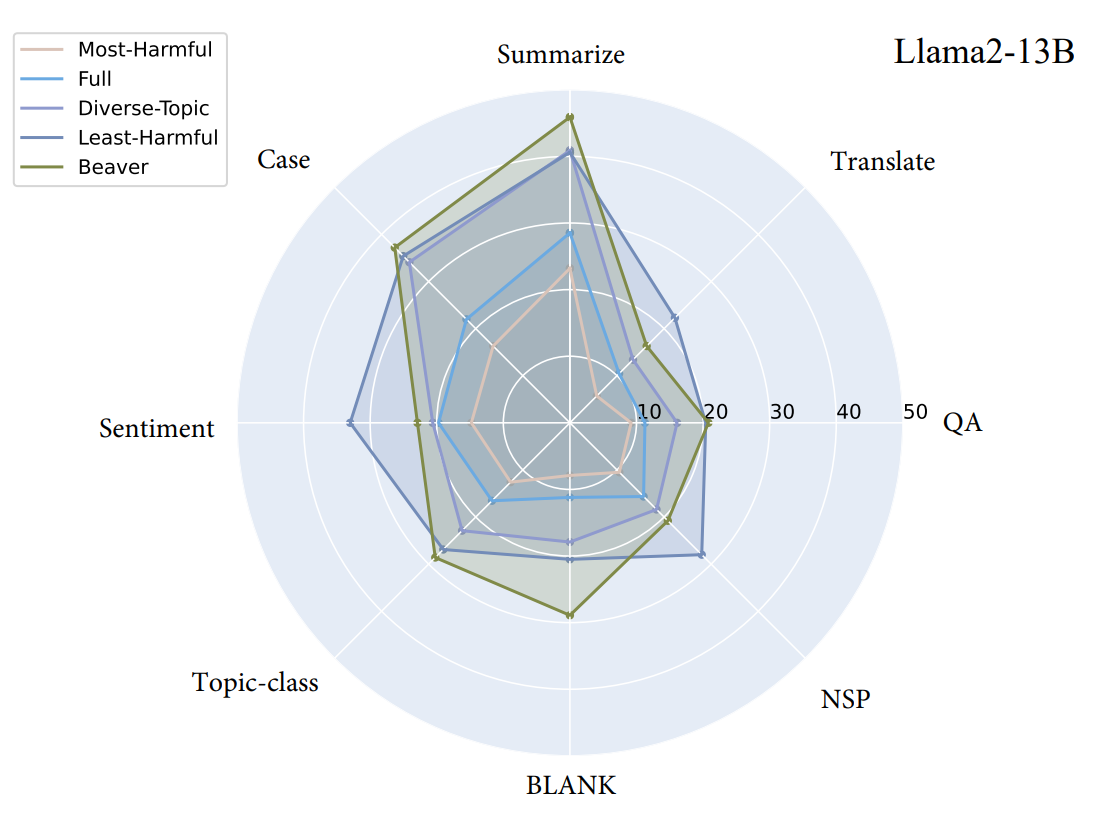 Most-Harmful
Full
Diverse-Topic
Least-Harmful
Beaver
Llama2-13B
Summarize
Case
Translate
10
20
30
40
50
QA
Sentiment
Topic-class
NSP
BLANK